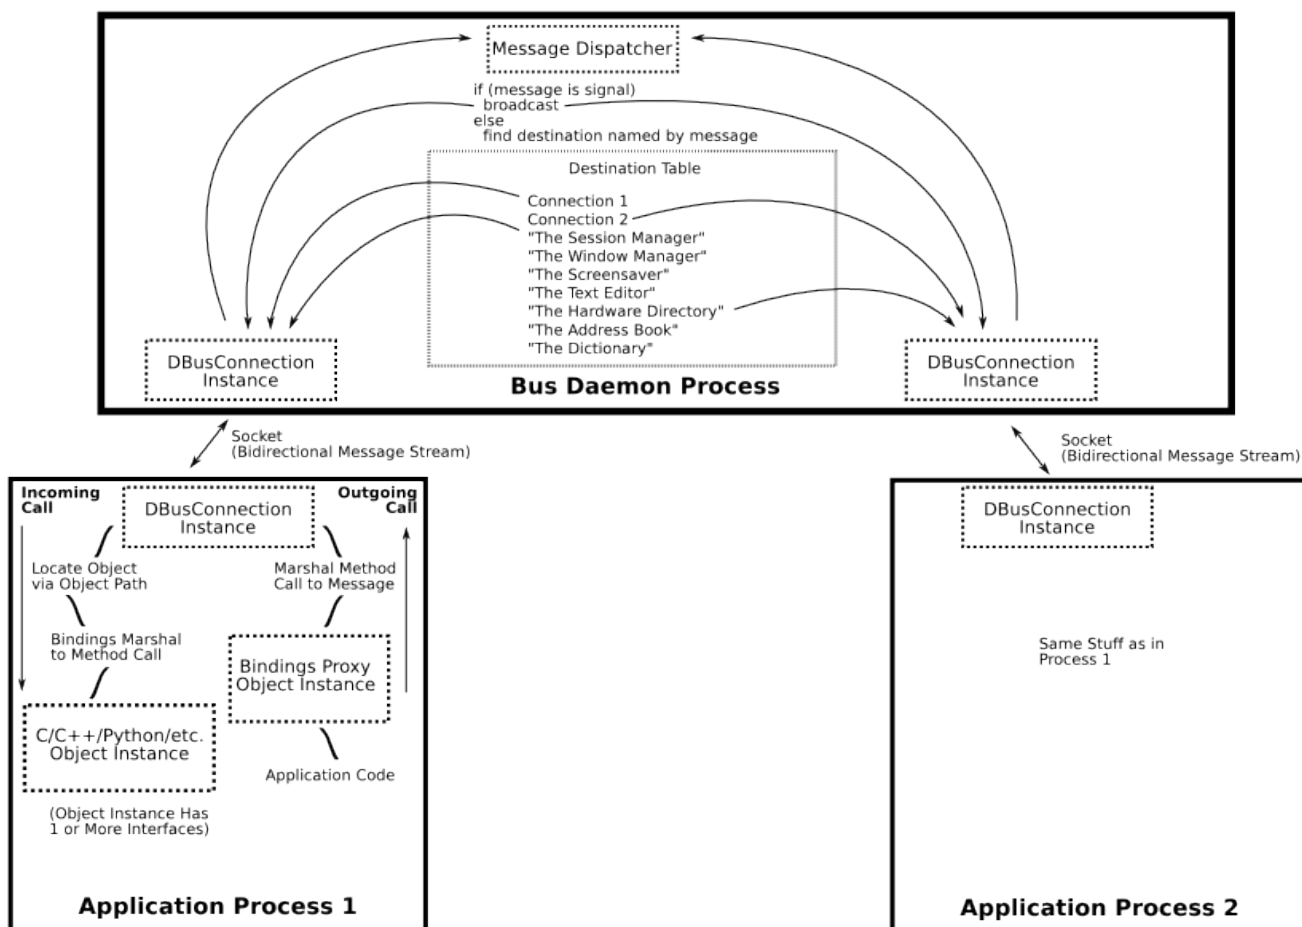 Message Dispatcher
if (message is signal)
broadcast
else
find destination named by message
Destination Table
Connection 1
Connection 2
"The Session Manager"
"The Window Manager"
"The Screensaver"
"The Text Editor"
"The Hardware Directory"
"The Address Book"
"The Dictionary"
DBusConnection
Instance
DBusConnection
Instance
Bus Daemon Process
Socket
(Bidirectional Message Stream)
Socket
(Bidirectional Message Stream)
Incoming
Call
DBusConnection
Instance
Outgoing
Call
Locate Object
via Object Path
Marshal Method
Call to Message
Bindings Marshal
to Method Call
Bindings Proxy
Object Instance
C/C++/Python/etc.
Object Instance
Application Code
(Object Instance Has
1 or More Interfaces)
Application Process 1
DBusConnection
Instance
Same Stuff as in
Process 1
Application Process 2